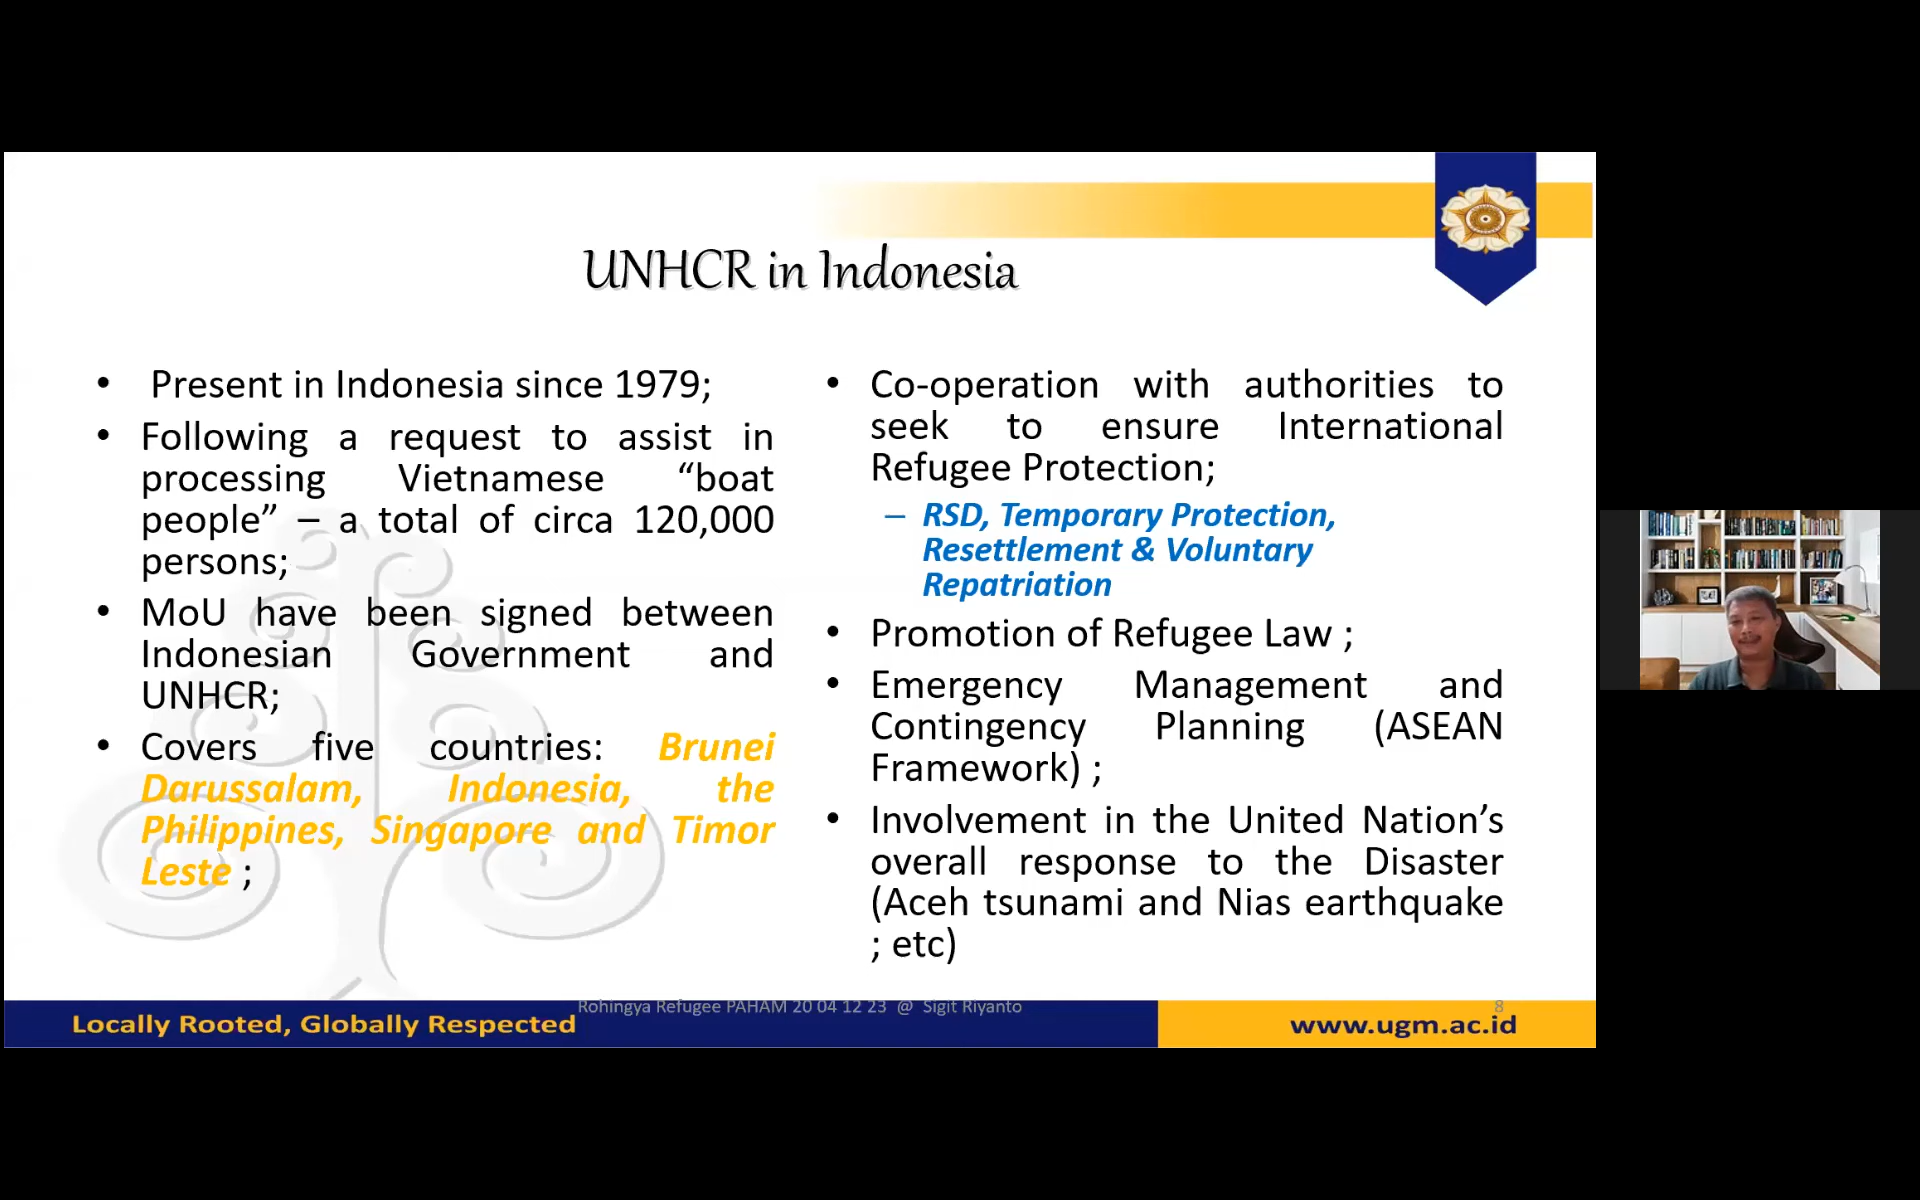 UNHCR in Indonesia
• Present in Indonesia since 1979;
• Following a request to assist in
processing Vietnamese “boat
people” – a total of circa 120,000
persons;
• MoU have been signed between
Indonesian Government and
UNHCR;
• Covers five countries: Brunei
Darussalam, Indonesia, the
Philippines, Singapore and Timor
Leste ;
• Co-operation with authorities to
seek to ensure International
Refugee Protection;
– RSD, Temporary Protection,
Resettlement & Voluntary
Repatriation
• Promotion of Refugee Law ;
• Emergency Management and
Contingency Planning (ASEAN
Framework) ;
• Involvement in the United Nation’s
overall response to the Disaster
(Aceh tsunami and Nias earthquake
; etc)
Rohingya Refugee PAHAM 20 04 12 23 @ Sigit Riyanto
8
Locally Rooted, Globally Respected
www.ugm.ac.id